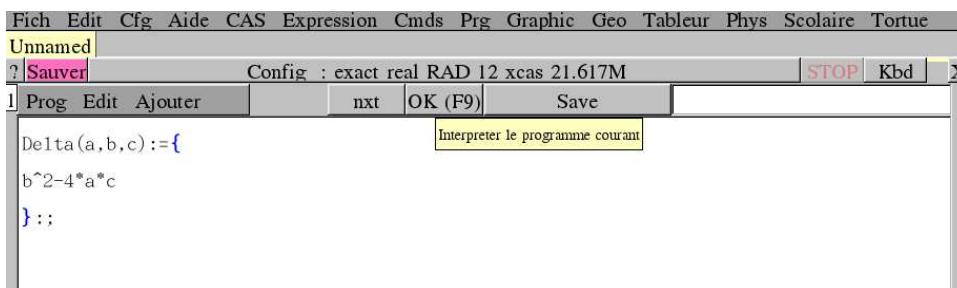 Fich Edit Cfg Aide CAS Expression Cmds Prg Graphic Geo Tableur Phys Scolaire Tortue
Unnamed
? Sauver Config : exact real RAD 12 xcas 21.617M STOP Kbd X
1 Prog Edit Ajouter nxt OK (F9) Save
Interpreter le programme courant
Delta(a,b,c):={
b^2-4*a*c
}:;